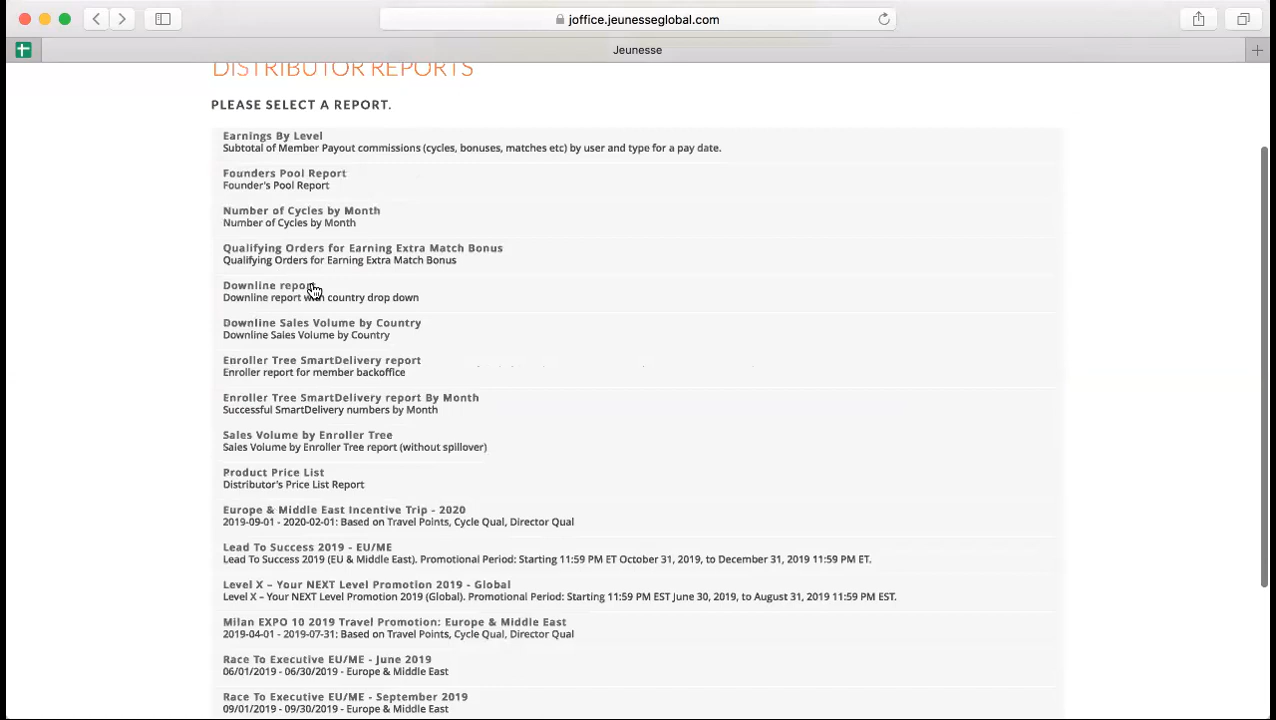 joffice.jeunesseglobal.com
Jeunesse
DISTRIBUTOR REPORTS
PLEASE SELECT A REPORT.
Earnings By Level
Subtotal of Member Payout commissions (cycles, bonuses, matches etc) by user and type for a pay date.
Founders Pool Report
Founder's Pool Report
Number of Cycles by Month
Number of Cycles by Month
Qualifying Orders for Earning Extra Match Bonus
Qualifying Orders for Earning Extra Match Bonus
Downline report
Downline report with country drop down
Downline Sales Volume by Country
Downline Sales Volume by Country
Enroller Tree SmartDelivery report
Enroller report for member backoffice
Enroller Tree SmartDelivery report By Month
Successful SmartDelivery numbers by Month
Sales Volume by Enroller Tree
Sales Volume by Enroller Tree report (without spillover)
Product Price List
Distributor's Price List Report
Europe & Middle East Incentive Trip - 2020
2019-09-01 - 2020-02-01: Based on Travel Points, Cycle Qual, Director Qual
Lead To Success 2019 - EU/ME
Lead To Success 2019 (EU & Middle East). Promotional Period: Starting 11:59 PM ET October 31, 2019, to December 31, 2019 11:59 PM ET.
Level X – Your NEXT Level Promotion 2019 - Global
Level X – Your NEXT Level Promotion 2019 (Global). Promotional Period: Starting 11:59 PM EST June 30, 2019, to August 31, 2019 11:59 PM EST.
Milan EXPO 10 2019 Travel Promotion: Europe & Middle East
2019-04-01 - 2019-07-31: Based on Travel Points, Cycle Qual, Director Qual
Race To Executive EU/ME - June 2019
06/01/2019 - 06/30/2019 - Europe & Middle East
Race To Executive EU/ME - September 2019
09/01/2019 - 09/30/2019 - Europe & Middle East